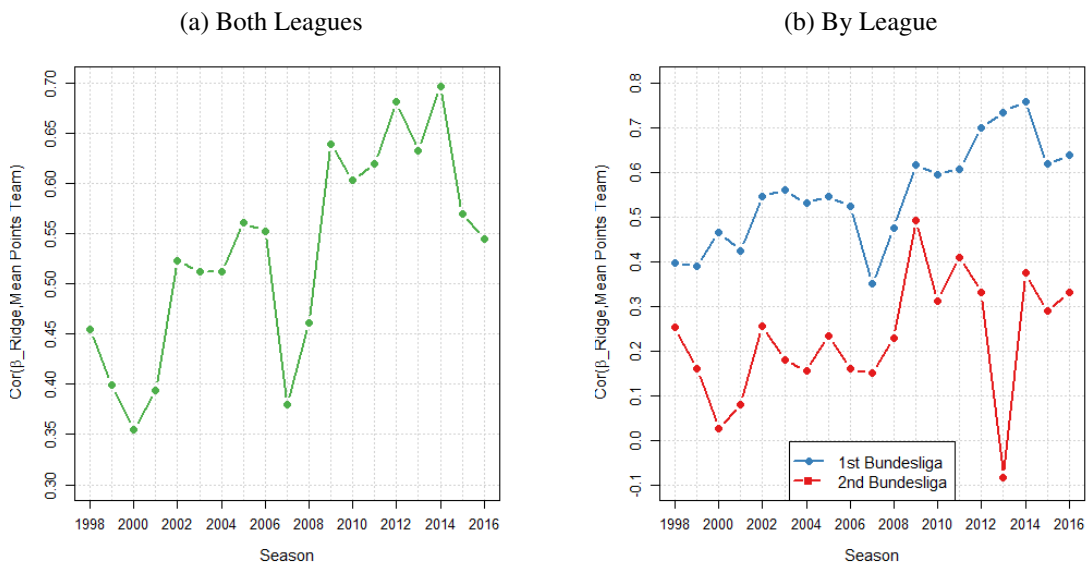 (a) Both Leagues
0.70
0.65
0.60
0.55
0.50
0.45
0.40
0.35
0.30
Cor(β_Ridge,Mean Points Team)
1998 2000 2002 2004 2006 2008 2010 2012 2014 2016
Season
(b) By League
0.8
0.7
0.6
0.5
0.4
0.3
0.2
0.1
0.0
-0.1
Cor(β_Ridge,Mean Points Team)
1st Bundesliga
2nd Bundesliga
1998 2000 2002 2004 2006 2008 2010 2012 2014 2016
Season